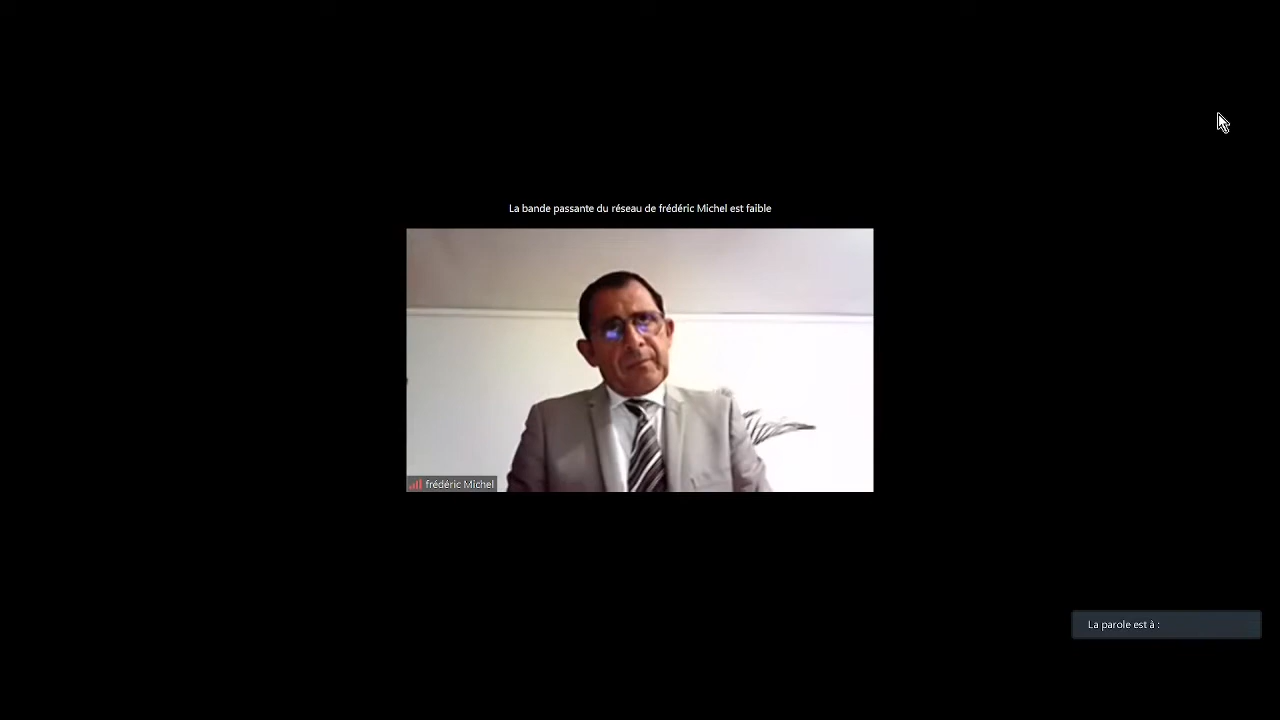 La bande passante du réseau de frédéric Michel est faible
frédéric Michel
La parole est à :